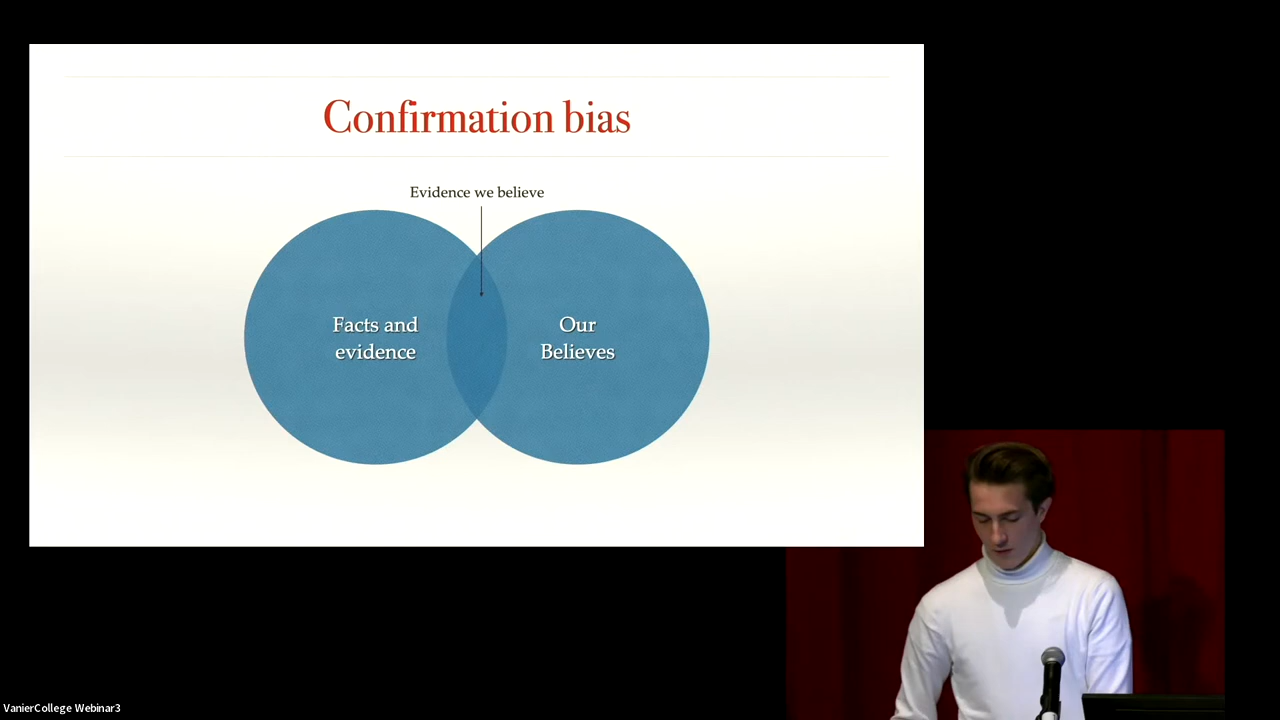 Confirmation bias
Evidence we believe
Facts and
evidence
Our
Believes
VanierCollege Webinar3